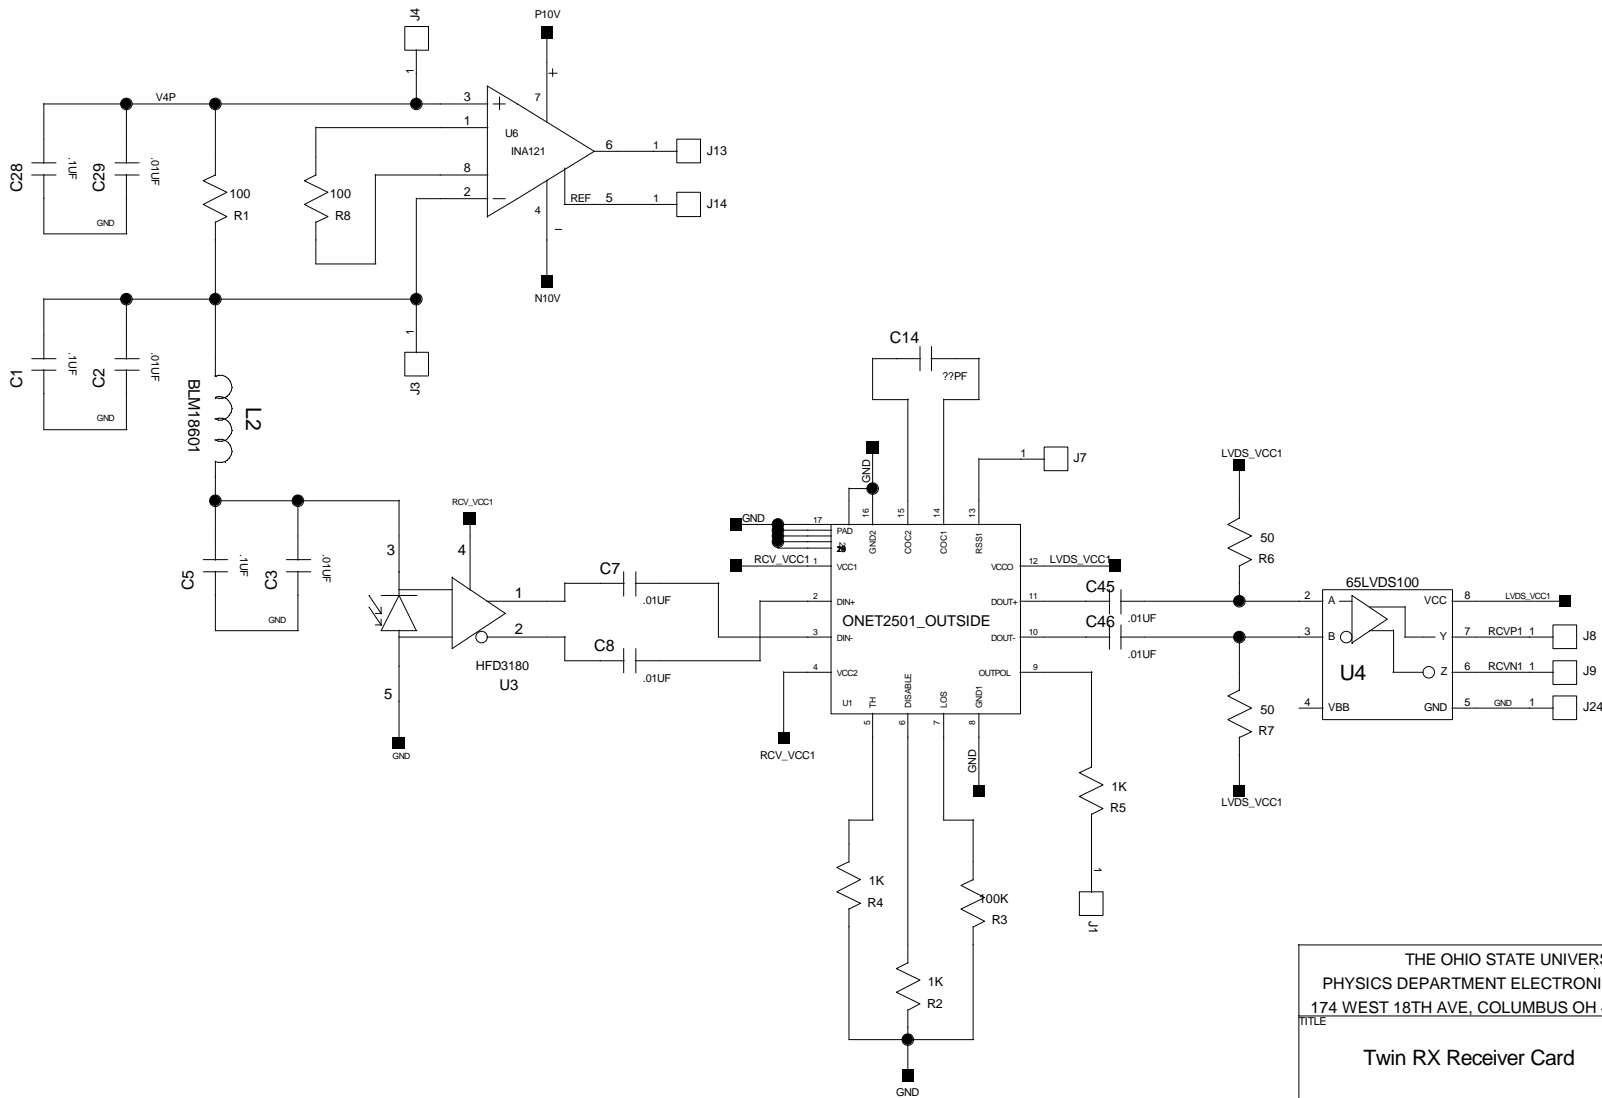 J4
1
P10V
+
7
V4P
3
+
1
U6
INA121
6
1
J13
8
2
REF
5
1
J14
4
−
N10V
C28
.1UF
C29
.01UF
GND
100
R1
100
R8
C1
.1UF
C2
.01UF
GND
1
J3
L2
BLM18601
C5
.1UF
C3
.01UF
GND
RCV_VCC1
3
4
1
2
5
HFD3180
U3
GND
C7
.01UF
C8
.01UF
C14
??PF
GND
1
J7
GND
17
PAD
16
GND2
15
COC2
14
COC1
13
RSS1
RCV_VCC1
1
VCC1
VCCO
12
LVDS_VCC1
2
DIN+
DOUT+
11
3
DIN-
DOUT-
10
ONET2501_OUTSIDE
4
VCC2
OUTPOL
9
U1
TH
DISABLE
LOS
GND1
5
6
7
8
RCV_VCC1
GND
C45
.01UF
C46
.01UF
LVDS_VCC1
50
R6
50
R7
LVDS_VCC1
65LVDS100
2
A
VCC
8
LVDS_VCC1
3
B
Y
7
RCVP1
1
J8
U4
Z
6
RCVN1
1
J9
4
VBB
GND
5
GND
1
J24
1K
R5
1
J1
1K
R4
100K
R3
1K
R2
GND
THE OHIO STATE UNIVERS
PHYSICS DEPARTMENT ELECTRONI
174 WEST 18TH AVE, COLUMBUS OH
TITLE
Twin RX Receiver Card